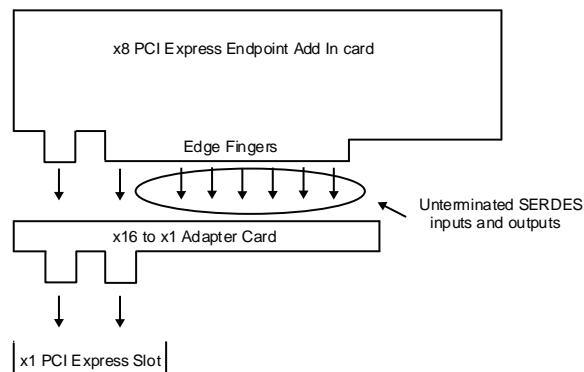 x8 PCI Express Endpoint Add In card
Edge Fingers
Unterminated SERDES
inputs and outputs
x16 to x1 Adapter Card
x1 PCI Express Slot